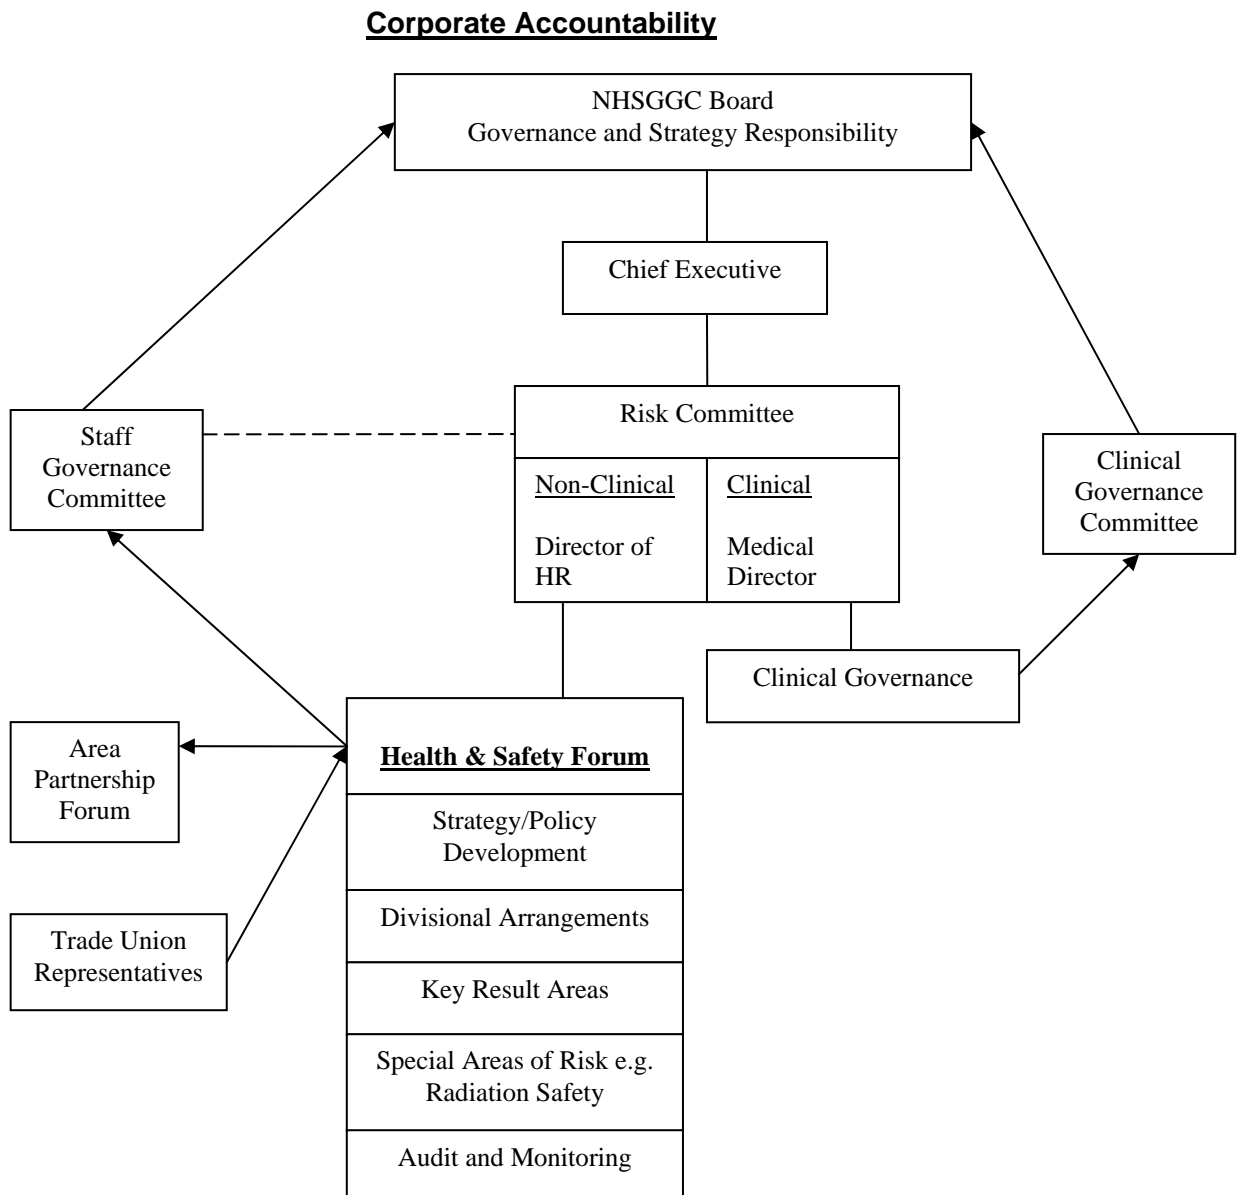 Corporate Accountability
NHSGGC Board
Governance and Strategy Responsibility
Chief Executive
Risk Committee
Non-Clinical
Director of
HR
Clinical
Medical
Director
Staff
Governance
Committee
Clinical
Governance
Committee
Clinical Governance
Health & Safety Forum
Area
Partnership
Forum
Strategy/Policy
Development
Divisional Arrangements
Trade Union
Representatives
Key Result Areas
Special Areas of Risk e.g.
Radiation Safety
Audit and Monitoring